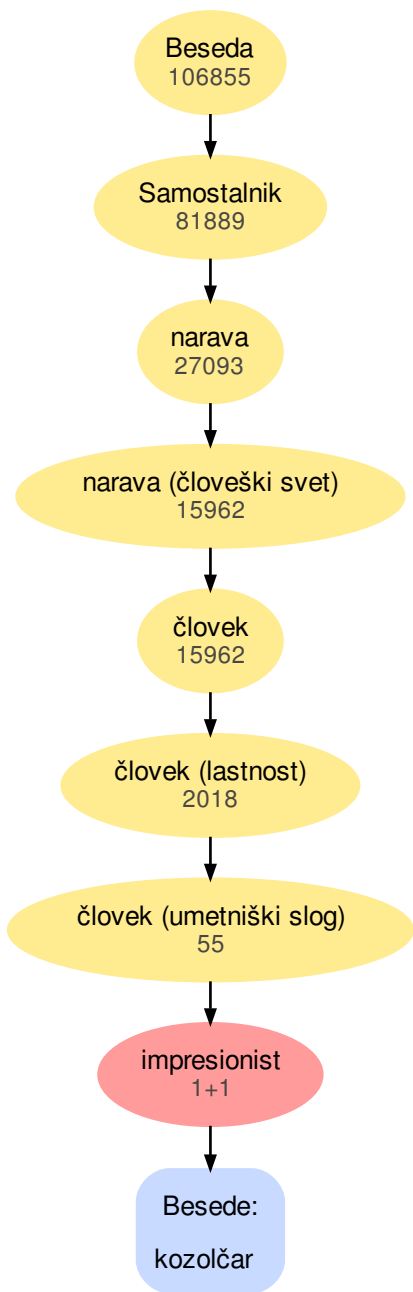 Beseda
106855
Samostalnik
81889
narava
27093
narava (človeški svet)
15962
človek
15962
človek (lastnost)
2018
človek (umetniški slog)
55
impresionist
1+1
Besede:
kozolčar